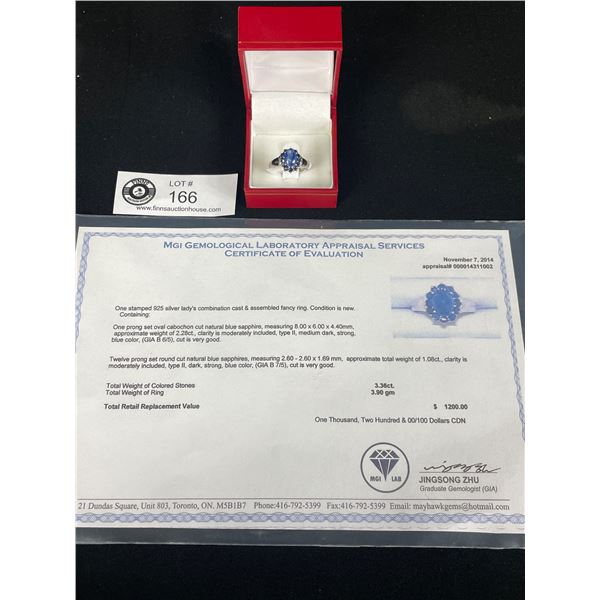 LOT #
166
www.finnsauctionhouse.com
MGI GEMOLOGICAL LABORATORY APPRAISAL SERVICES
CERTIFICATE OF EVALUATION
November 7, 2014
appraisal# 000014311002
One stamped 925 silver lady's combination cast & assembled fancy ring. Condition is new.
Containing:
One prong set oval cabochon cut natural blue sapphire, measuring 8.00 x 6.00 x 4.40mm,
approximate weight of 2.28ct., clarity is moderately included, type II, medium dark, strong,
blue color, (GIA B 6/5), cut is very good.
Twelve prong set round cut natural blue sapphires, measuring 2.60 - 2.60 x 1.69 mm, approximate total weight of 1.08ct., clarity is
moderately included, type II, dark, strong, blue color, (GIA B 7/5), cut is very good.
Total Weight of Colored Stones 3.36ct.
Total Weight of Ring 3.90 gm
Total Retail Replacement Value $ 1200.00
One Thousand, Two Hundred & 00/100 Dollars CDN
MGI LAB
JINGSONG ZHU
Graduate Gemologist (GIA)
21 Dundas Square, Unit 803, Toronto, ON. M5B1B7 Phone:416-792-5399 Fax:416-792-5399 Email: mayhawkgems@hotmail.com